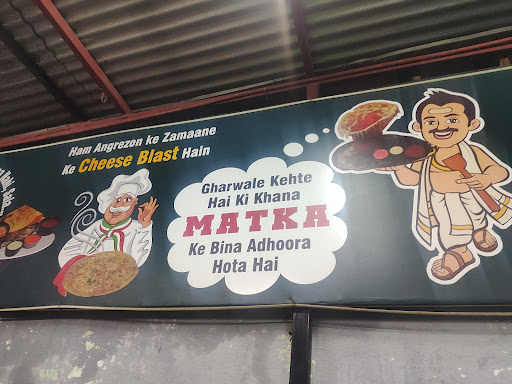 Ham Angrezon ke Zamaane
Ke Cheese Blast Hain
Gharwale Kehte
Hai Ki Khana
MATKA
Ke Bina Adhoora
Hota Hai